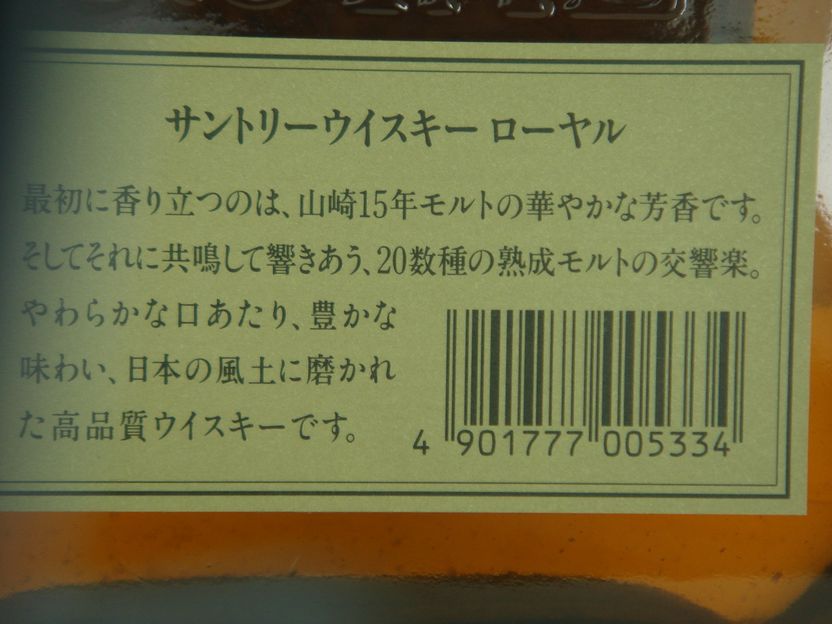 サントリーウイスキー ローヤル
最初に香り立つのは、山崎15年モルトの華やかな芳香です。
そしてそれに共鳴して響きあう、20数種の熟成モルトの交響楽。
やわらかな口あたり、豊かな
味わい、日本の風土に磨かれ
た高品質ウイスキーです。
4 901777 005334